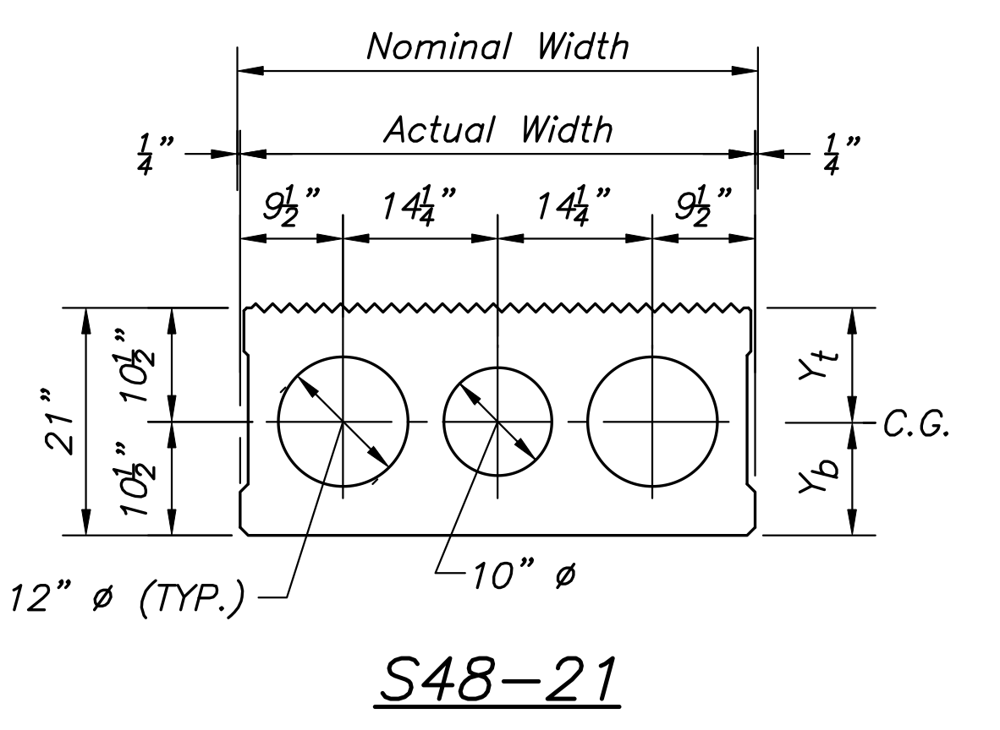 Nominal Width
Actual Width
1/4" 1/4"
9 1/2" 14 1/4" 14 1/4" 9 1/2"
21"
10 1/2"
10 1/2"
Yt
C.G.
Yb
10" ø
12" ø (TYP.)
S48-21